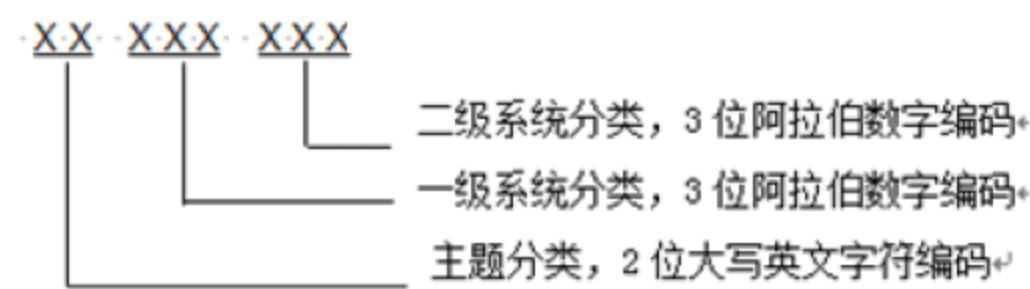 XX XXX XXX
二级系统分类，3 位阿拉伯数字编码
一级系统分类，3 位阿拉伯数字编码
主题分类，2 位大写英文字符编码